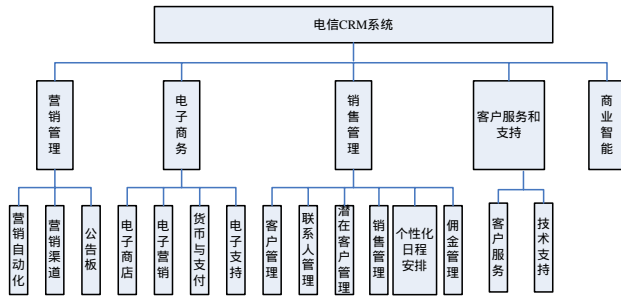 电信CRM系统
营销管理
电子商务
销售管理
客户服务和
支持
商业智能
营销自动化
营销渠道
公告板
电子商店
电子营销
货币与支付
电子支持
客户管理
联系人管理
潜在客户管理
销售管理
个性化
日程
安排
佣金管理
客户服务
技术支持